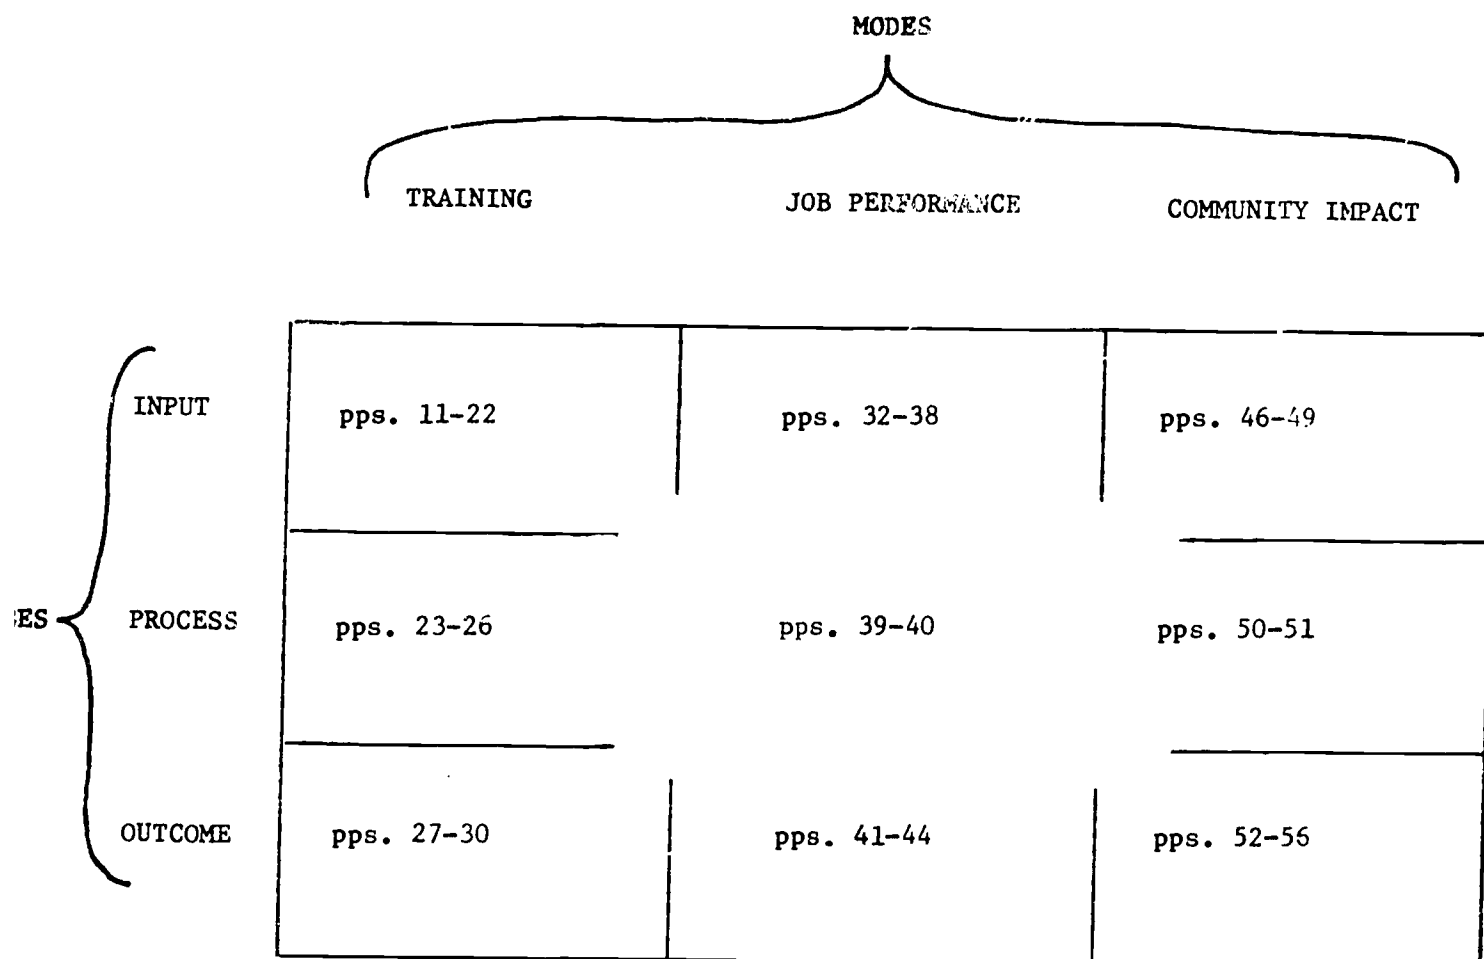 MODES
TRAINING JOB PERFORMANCE COMMUNITY IMPACT
INPUT pps. 11-22 pps. 32-38 pps. 46-49
PROCESS pps. 23-26 pps. 39-40 pps. 50-51
OUTCOME pps. 27-30 pps. 41-44 pps. 52-56